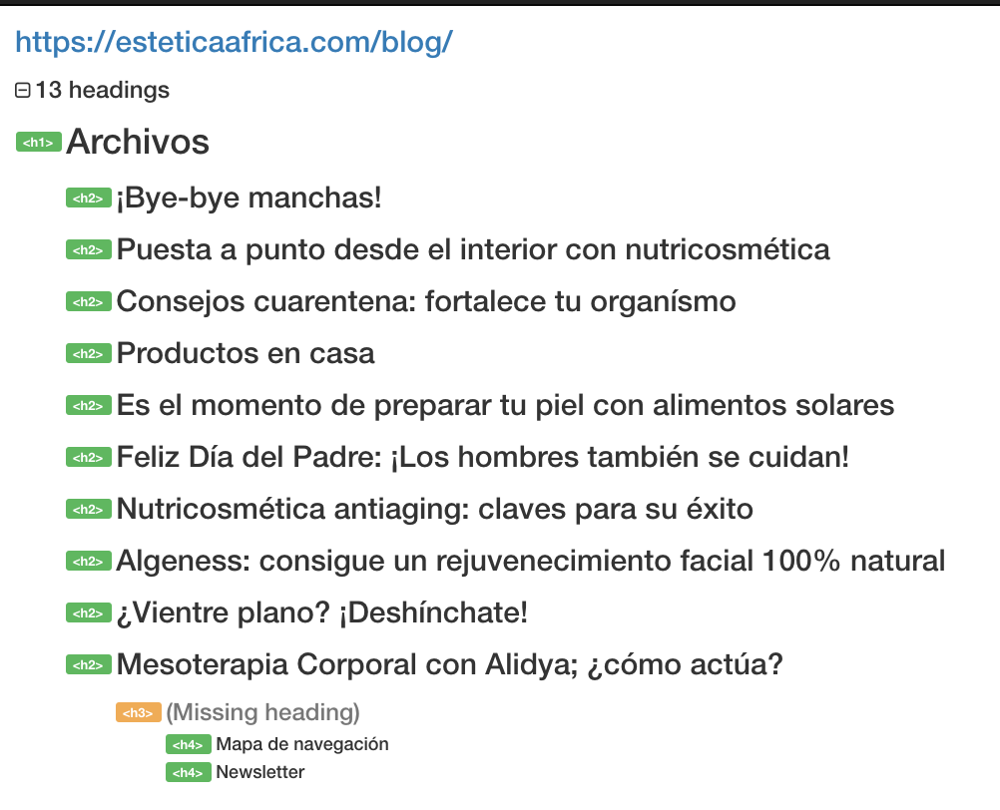 https://esteticaafrica.com/blog/
13 headings
<h1> Archivos
<h2> ¡Bye-bye manchas!
<h2> Puesta a punto desde el interior con nutricosmética
<h2> Consejos cuarentena: fortalece tu organísmo
<h2> Productos en casa
<h2> Es el momento de preparar tu piel con alimentos solares
<h2> Feliz Día del Padre: ¡Los hombres también se cuidan!
<h2> Nutricosmética antiaging: claves para su éxito
<h2> Algeness: consigue un rejuvenecimiento facial 100% natural
<h2> ¿Vientre plano? ¡Deshínchate!
<h2> Mesoterapia Corporal con Alidya; ¿cómo actúa?
<h3> (Missing heading)
<h4> Mapa de navegación
<h4> Newsletter